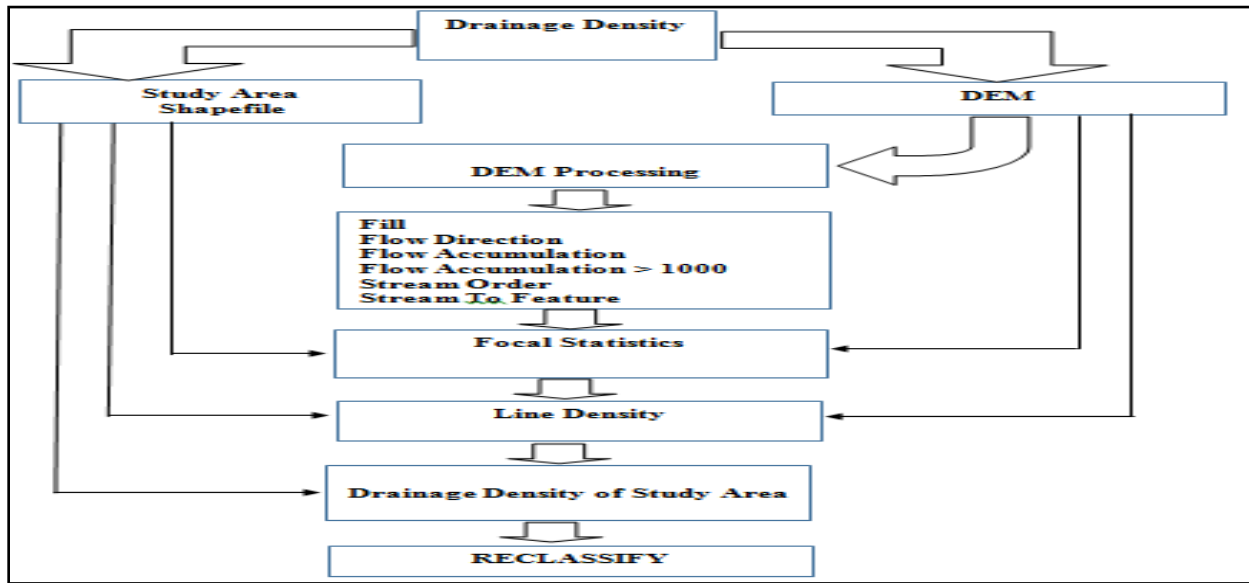 Drainage Density
Study Area
Shapefile
DEM
DEM Processing
Fill
Flow Direction
Flow Accumulation
Flow Accumulation > 1000
Stream Order
Stream To Feature
Focal Statistics
Line Density
Drainage Density of Study Area
RECLASSIFY